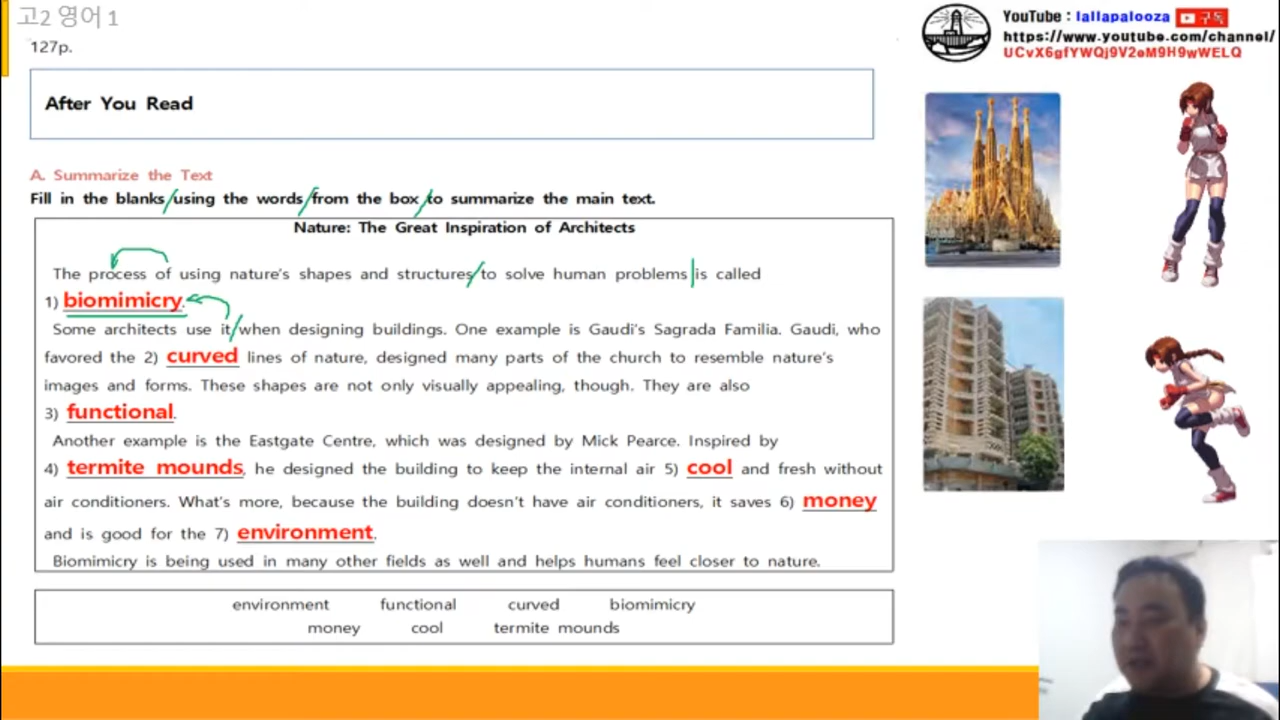 고2 영어 1
127p.
After You Read
A. Summarize the Text
Fill in the blanks using the words from the box to summarize the main text.
Nature: The Great Inspiration of Architects
The process of using nature's shapes and structures to solve human problems is called
1) biomimicry.
Some architects use it when designing buildings. One example is Gaudi's Sagrada Familia. Gaudi, who
favored the 2) curved lines of nature, designed many parts of the church to resemble nature's
images and forms. These shapes are not only visually appealing, though. They are also
3) functional.
Another example is the Eastgate Centre, which was designed by Mick Pearce. Inspired by
4) termite mounds, he designed the building to keep the internal air 5) cool and fresh without
air conditioners. What's more, because the building doesn't have air conditioners, it saves 6) money
and is good for the 7) environment.
Biomimicry is being used in many other fields as well and helps humans feel closer to nature.
environment functional curved biomimicry
money cool termite mounds
YouTube : lallapalooza 구독
https://www.youtube.com/channel/
UCvX6gfYWQj9V2eM9H9wWELQ